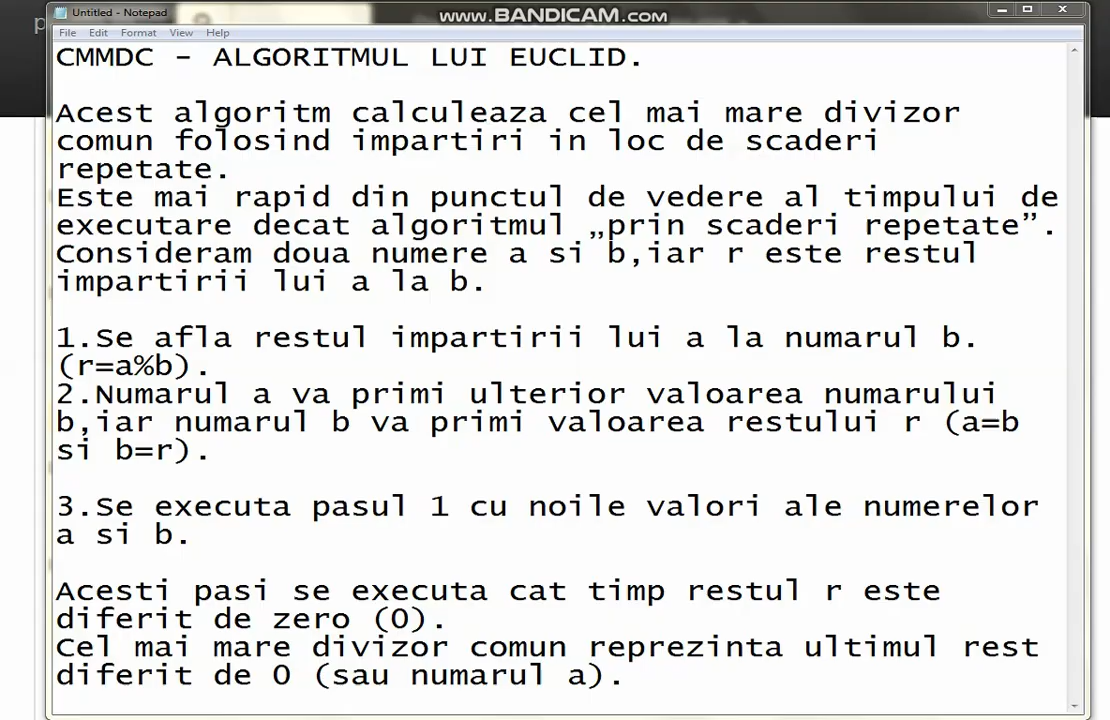 Untitled - Notepad
www.BANDICAM.com
File Edit Format View Help
CMMDC - ALGORITMUL LUI EUCLID.
Acest algoritm calculeaza cel mai mare divizor
comun folosind impartiri in loc de scaderi
repetate.
Este mai rapid din punctul de vedere al timpului de
executare decat algoritmul „prin scaderi repetate”.
Consideram doua numere a si b,iar r este restul
impartirii lui a la b.
1.Se afla restul impartirii lui a la numarul b.
(r=a%b).
2.Numarul a va primi ulterior valoarea numarului
b,iar numarul b va primi valoarea restului r (a=b
si b=r).
3.Se executa pasul 1 cu noile valori ale numerelor
a si b.
Acesti pasi se executa cat timp restul r este
diferit de zero (0).
Cel mai mare divizor comun reprezinta ultimul rest
diferit de 0 (sau numarul a).